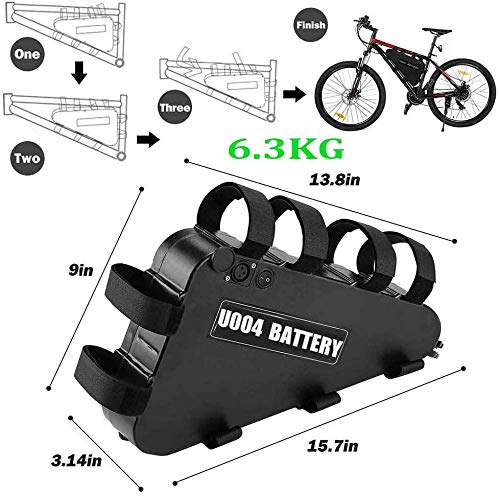 One
Two
Three
Finish
6.3KG
13.8in
9in
U004 BATTERY
3.14in
15.7in